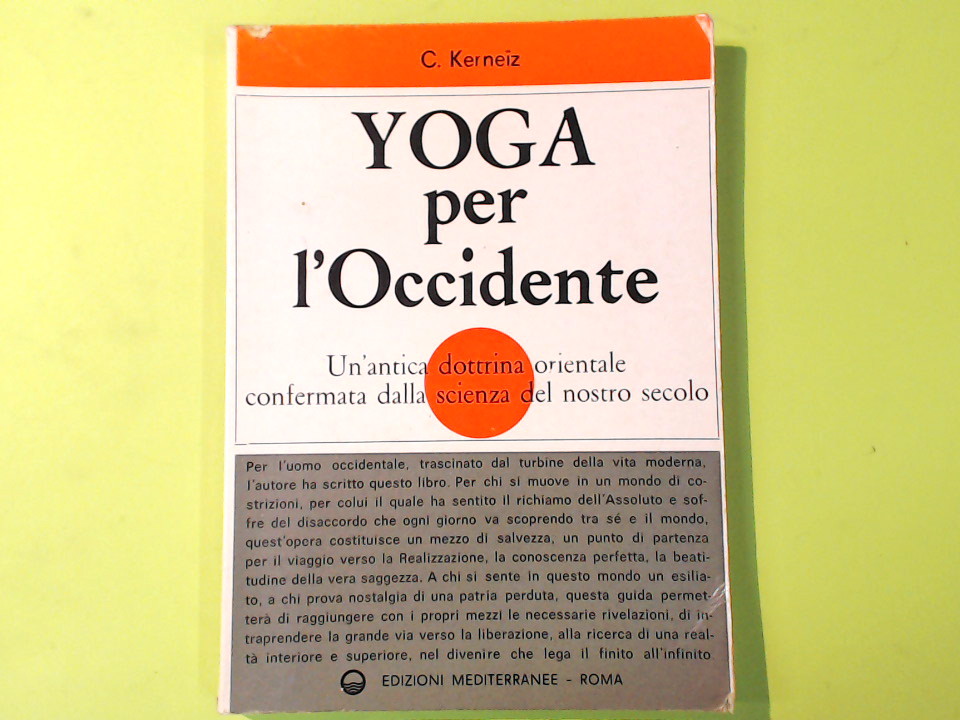 C. Kerneïz
YOGA
per
l'Occidente
Un'antica dottrina orientale
confermata dalla scienza del nostro secolo
Per l'uomo occidentale, trascinato dal turbine della vita moderna,
l'autore ha scritto questo libro. Per chi si muove in un mondo di co-
strizioni, per colui il quale ha sentito il richiamo dell'Assoluto e sof-
fre del disaccordo che ogni giorno va scoprendo tra sé e il mondo,
quest'opera costituisce un mezzo di salvezza, un punto di partenza
per il viaggio verso la Realizzazione, la conoscenza perfetta, la beati-
tudine della vera saggezza. A chi si sente in questo mondo un esilia-
to, a chi prova nostalgia di una patria perduta, questa guida permet-
terà di raggiungere con i propri mezzi le necessarie rivelazioni, di in-
traprendere la grande via verso la liberazione, alla ricerca di una real-
tà interiore e superiore, nel divenire che lega il finito all'infinito
EDIZIONI MEDITERRANEE - ROMA